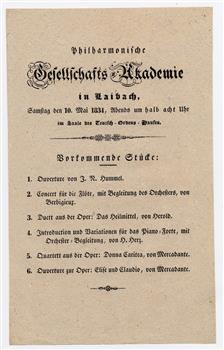 Philharmonische
Gesellschafts-Akademie
in Laibach,
Samstag den 10. Mai 1834, Abends um halb acht Uhr
im Saale des Teutsch-Ordens-Hauses.
Vorkommende Stücke:
1. Ouverture von J. N. Hummel.
2. Concert für die Flöte, mit Begleitung des Orchesters, von
Berbiguier.
3. Duett aus der Oper: Das Heilmittel, von Herold.
4. Introduction und Variationen für das Piano-Forte, mit
Orchester-Begleitung, von H. Herz.
5. Quartett aus der Oper: Donna Caritea, von Mercadante.
6. Ouverture zur Oper: Elise und Claudio, von Mercadante.